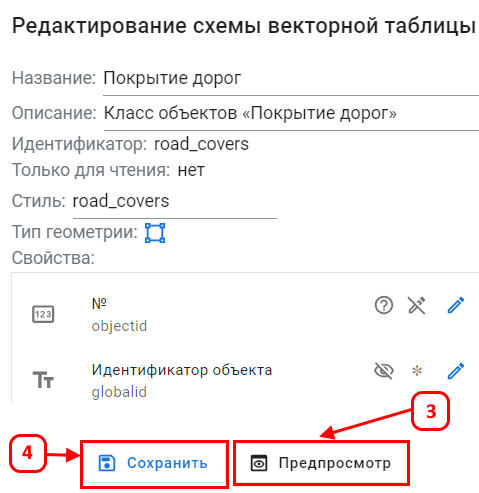 Редактирование схемы векторной таблицы
Название: Покрытие дорог
Описание: Класс объектов «Покрытие дорог»
Идентификатор: road_covers
Только для чтения: нет
Стиль: road_covers
Тип геометрии:
Свойства:
123
№
objectid
Тт
Идентификатор объекта
globalid
*
3
4
Сохранить
Предпросмотр